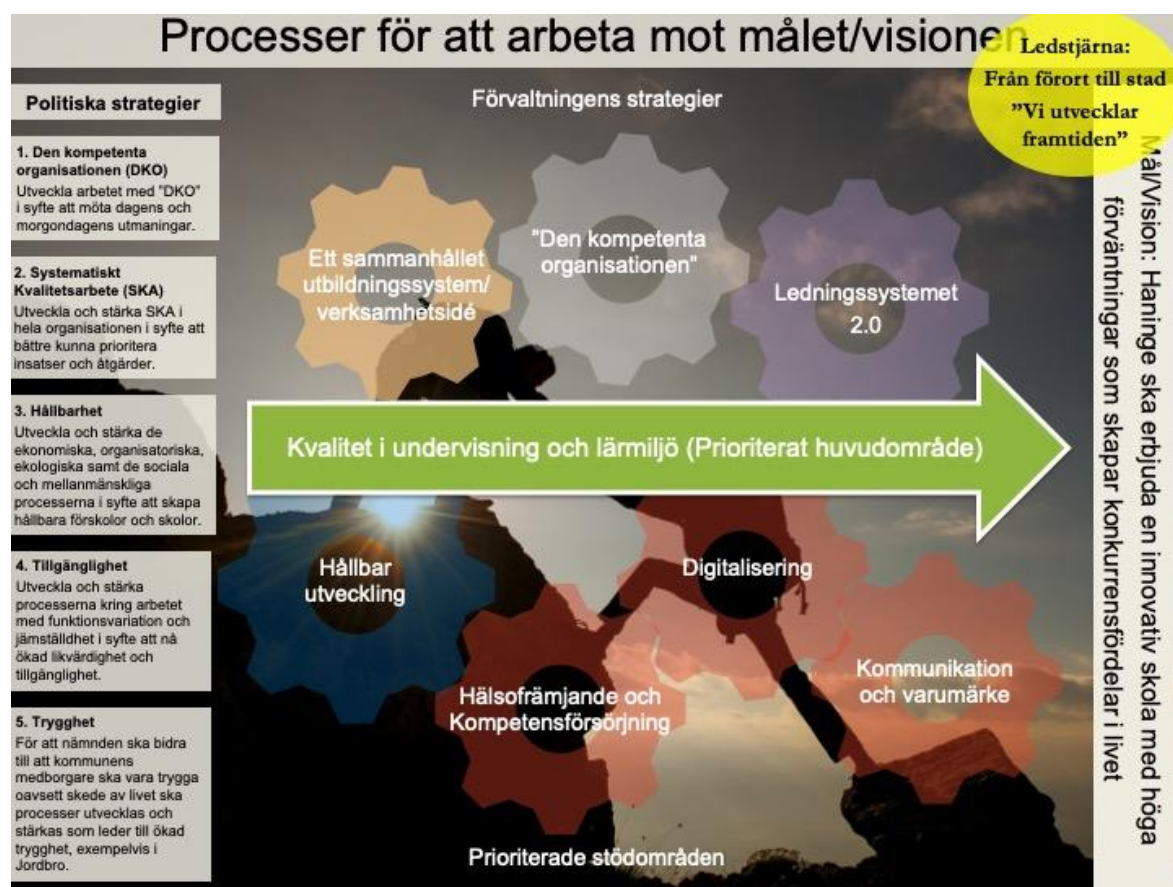 Processer för att arbeta mot målet/visionen
Ledstjärna:
Från förort till stad
”Vi utvecklar
framtiden”
Politiska strategier
1. Den kompetenta
organisationen (DKO)
Utveckla arbetet med ”DKO”
i syfte att möta dagens och
morgondagens utmaningar.
2. Systematiskt
Kvalitetsarbete (SKA)
Utveckla och stärka SKA i
hela organisationen i syfte att
bättre kunna prioritera
insatser och åtgärder.
3. Hållbarhet
Utveckla och stärka de
ekonomiska, organisatoriska,
ekologiska samt de sociala
och mellanmänskliga
processerna i syfte att skapa
hållbara förskolor och skolor.
4. Tillgänglighet
Utveckla och stärka
processerna kring arbetet
med funktionsvariation och
jämställdhet i syfte att nå
ökad likvärdighet och
tillgänglighet.
5. Trygghet
För att nämnden ska bidra
till att kommunens
medborgare ska vara trygga
oavsett skede av livet ska
processer utvecklas och
stärkas som leder till ökad
trygghet, exempelvis i
Jordbro.
Förvaltningens strategier
Ett sammanhållet
utbildningssystem/
verksamhetsidé
”Den kompetenta
organisationen”
Ledningssystemet
2.0
Kvalitet i undervisning och lärmiljö (Prioriterat huvudområde)
Hållbar
utveckling
Hälsofrämjande och
Kompetensförsörjning
Digitalisering
Kommunikation
och varumärke
Prioriterade stödområden
Mål/Vision: Haninge ska erbjuda en innovativ skola med höga
förväntningar som skapar konkurrensfördelar i livet